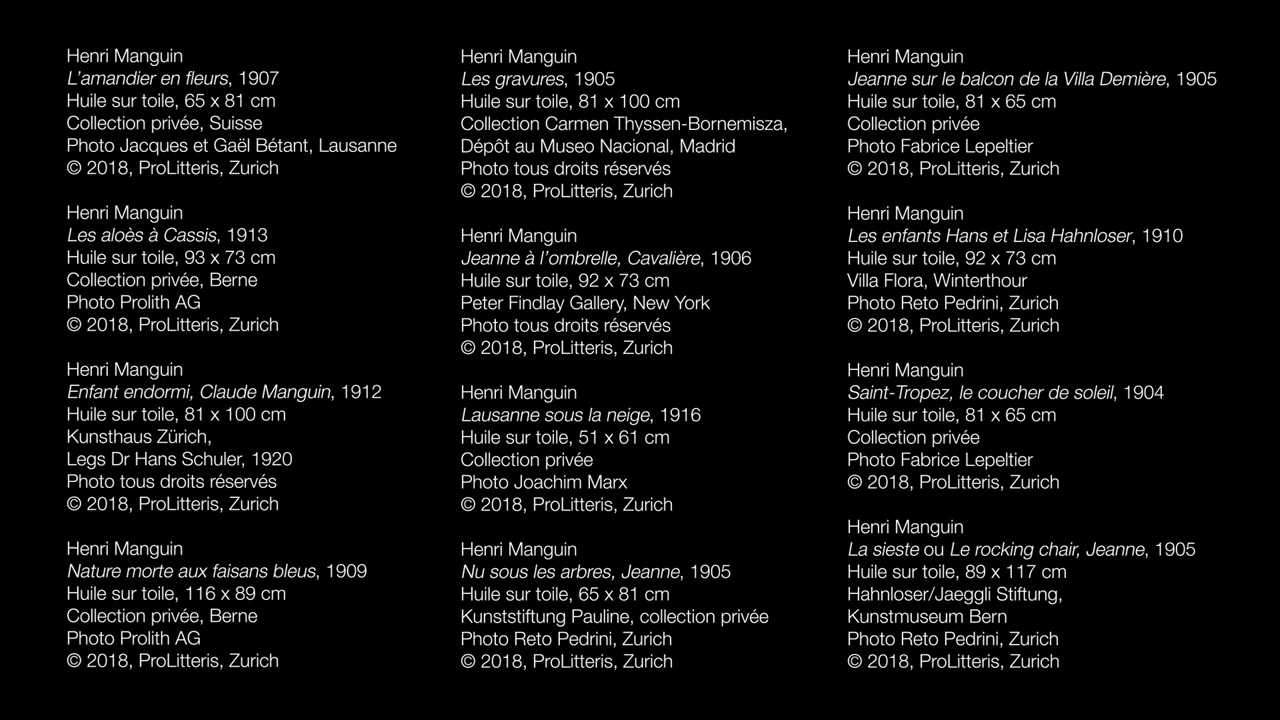 Henri Manguin
L’amandier en fleurs, 1907
Huile sur toile, 65 x 81 cm
Collection privée, Suisse
Photo Jacques et Gaël Bétant, Lausanne
© 2018, ProLitteris, Zurich
Henri Manguin
Les aloès à Cassis, 1913
Huile sur toile, 93 x 73 cm
Collection privée, Berne
Photo Prolith AG
© 2018, ProLitteris, Zurich
Henri Manguin
Enfant endormi, Claude Manguin, 1912
Huile sur toile, 81 x 100 cm
Kunsthaus Zürich,
Legs Dr Hans Schuler, 1920
Photo tous droits réservés
© 2018, ProLitteris, Zurich
Henri Manguin
Nature morte aux faisans bleus, 1909
Huile sur toile, 116 x 89 cm
Collection privée, Berne
Photo Prolith AG
© 2018, ProLitteris, Zurich
Henri Manguin
Les gravures, 1905
Huile sur toile, 81 x 100 cm
Collection Carmen Thyssen-Bornemisza,
Dépôt au Museo Nacional, Madrid
Photo tous droits réservés
© 2018, ProLitteris, Zurich
Henri Manguin
Jeanne à l’ombrelle, Cavalière, 1906
Huile sur toile, 92 x 73 cm
Peter Findlay Gallery, New York
Photo tous droits réservés
© 2018, ProLitteris, Zurich
Henri Manguin
Lausanne sous la neige, 1916
Huile sur toile, 51 x 61 cm
Collection privée
Photo Joachim Marx
© 2018, ProLitteris, Zurich
Henri Manguin
Nu sous les arbres, Jeanne, 1905
Huile sur toile, 65 x 81 cm
Kunststiftung Pauline, collection privée
Photo Reto Pedrini, Zurich
© 2018, ProLitteris, Zurich
Henri Manguin
Jeanne sur le balcon de la Villa Demière, 1905
Huile sur toile, 81 x 65 cm
Collection privée
Photo Fabrice Lepeltier
© 2018, ProLitteris, Zurich
Henri Manguin
Les enfants Hans et Lisa Hahnloser, 1910
Huile sur toile, 92 x 73 cm
Villa Flora, Winterthour
Photo Reto Pedrini, Zurich
© 2018, ProLitteris, Zurich
Henri Manguin
Saint-Tropez, le coucher de soleil, 1904
Huile sur toile, 81 x 65 cm
Collection privée
Photo Fabrice Lepeltier
© 2018, ProLitteris, Zurich
Henri Manguin
La sieste ou Le rocking chair, Jeanne, 1905
Huile sur toile, 89 x 117 cm
Hahnloser/Jaeggli Stiftung,
Kunstmuseum Bern
Photo Reto Pedrini, Zurich
© 2018, ProLitteris, Zurich